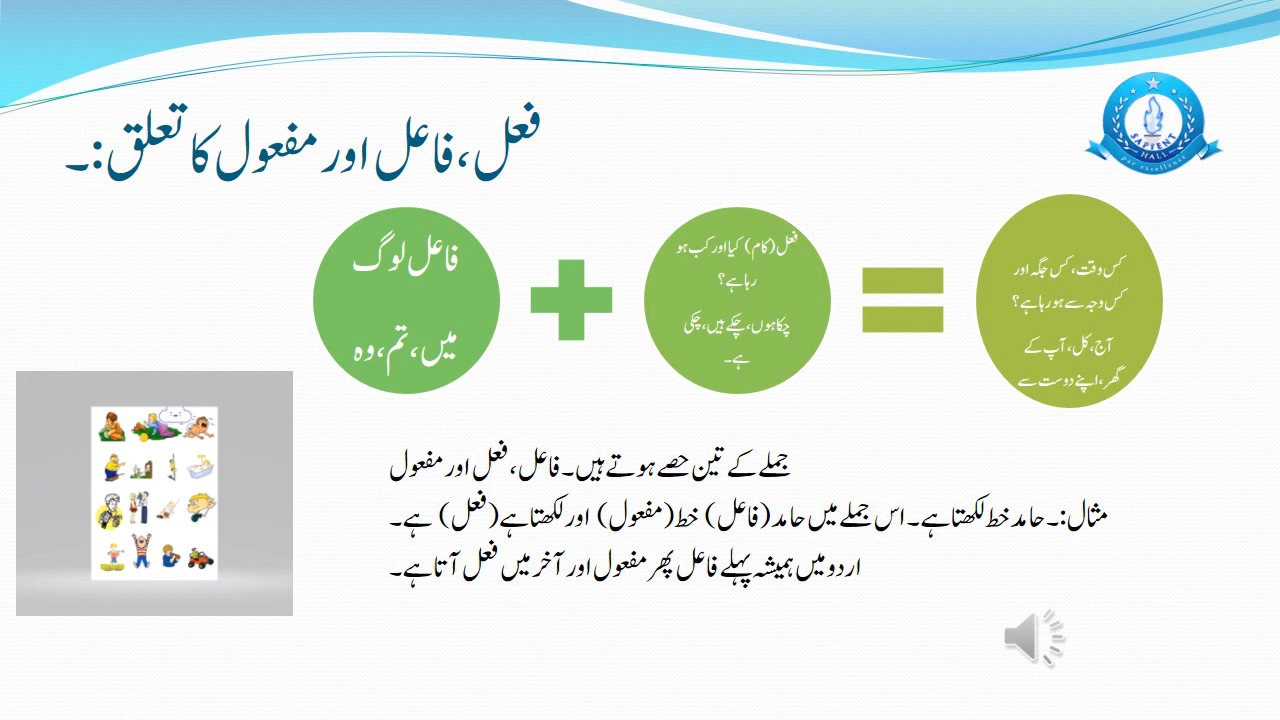 فعل، فاعل اور مفعول کا تعلق:۔
SAPIENT
HALL
par excellence
فاعل لوگ
میں، تم، وہ
فعل (کام) کیا اور کب ہو
رہا ہے؟
چکا ہوں، چکے ہیں، چکی
ہے۔
کس وقت، کس جگہ اور
کس وجہ سے ہو رہا ہے؟
آج، کل، آپ کے
گھر، اپنے دوست سے
جملے کے تین حصے ہوتے ہیں۔ فاعل، فعل اور مفعول
مثال:۔ حامد خط لکھتا ہے۔ اس جملے میں حامد (فاعل) خط (مفعول) اور لکھتا ہے (فعل) ہے۔
اردو میں ہمیشہ پہلے فاعل پھر مفعول اور آخر میں فعل آتا ہے۔